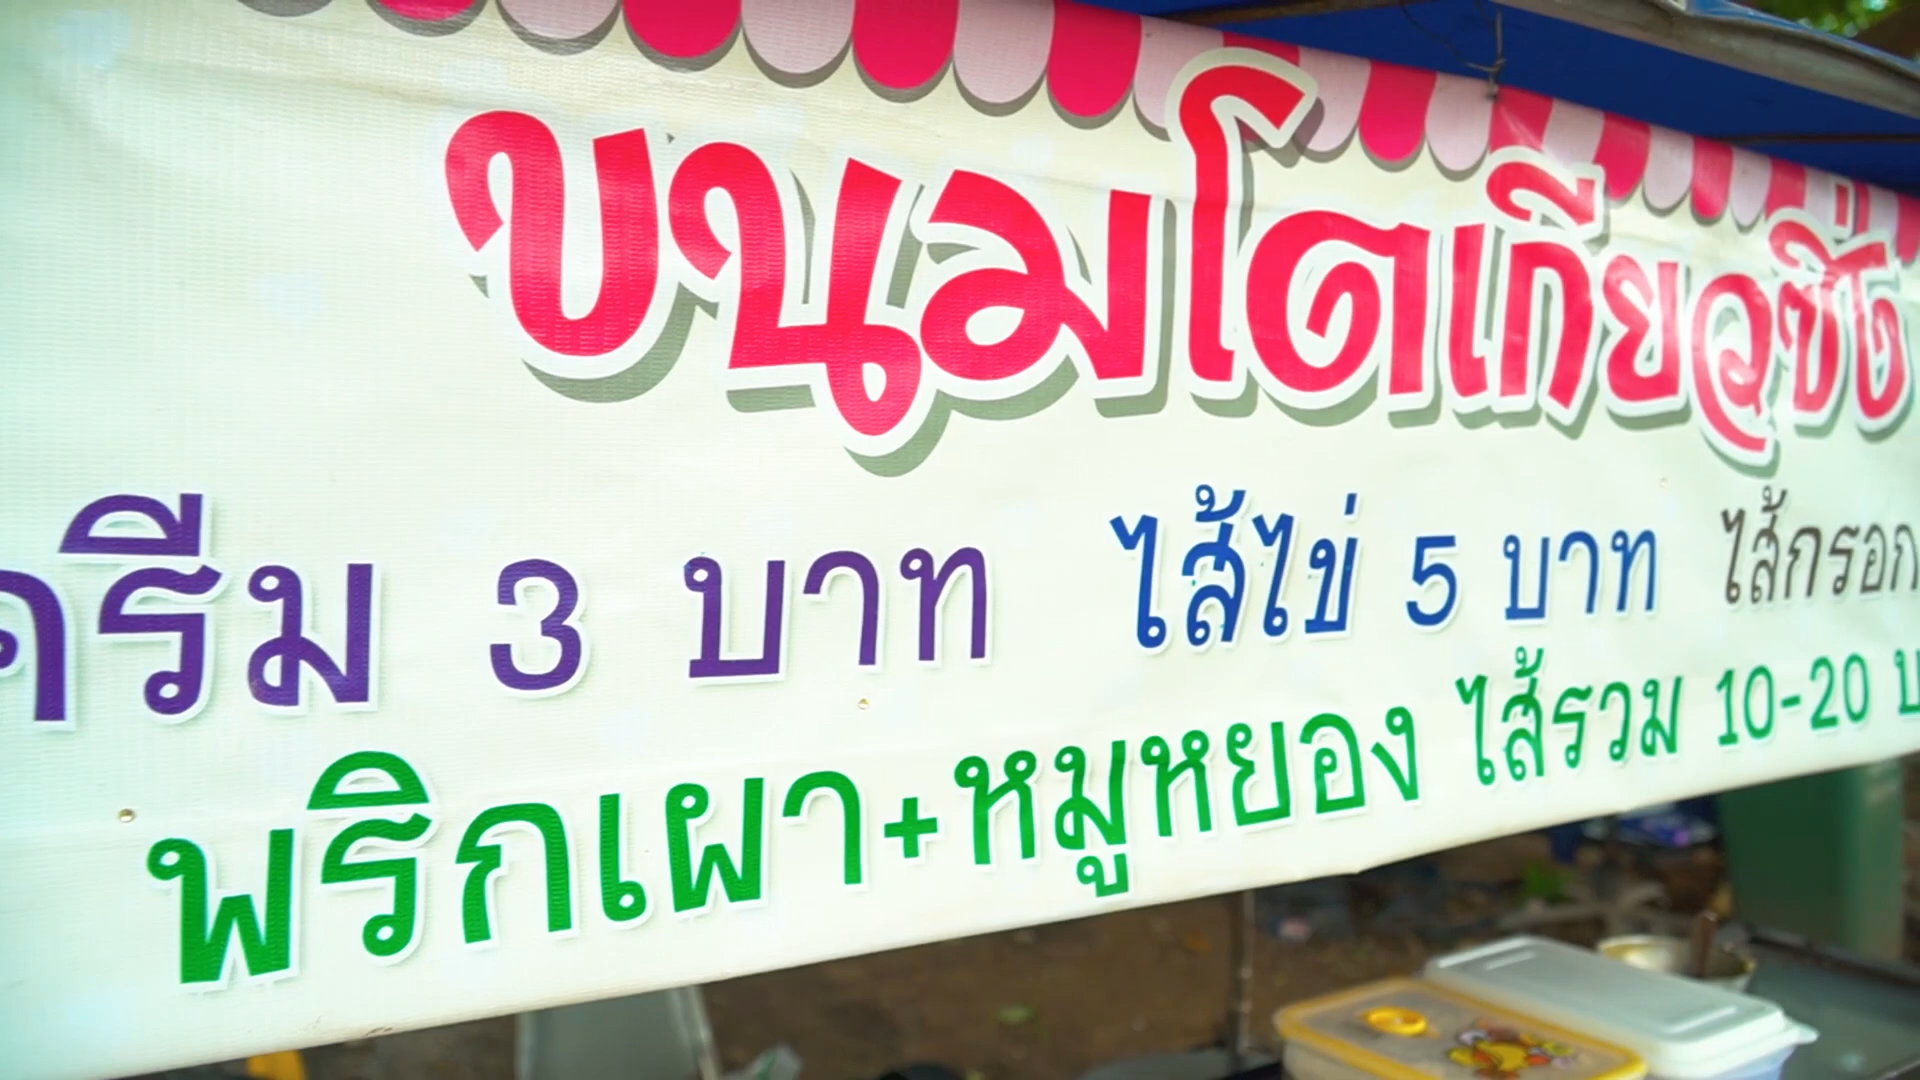 ขนมโตเกียวซิ่ง
ครีม 3 บาท ไส้ไข่ 5 บาท ไส้กรอก
พริกเผา+หมูหยอง ไส้รวม 10-20 บ